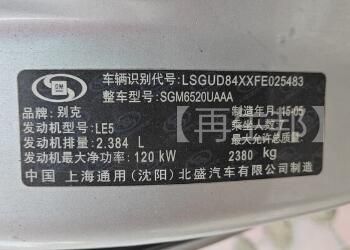 GM
车辆识别代号:LSGUD84XXFE025483
整车型号:SGM6520UAAA
品牌:别克 制造年月:15-05
发动机型号:LE5 乘坐人数:
发动机排量:2.384 L 最大允许总质量:
发动机最大净功率:120 kW 2380 kg
中国 上海通用(沈阳)北盛汽车有限公司制造